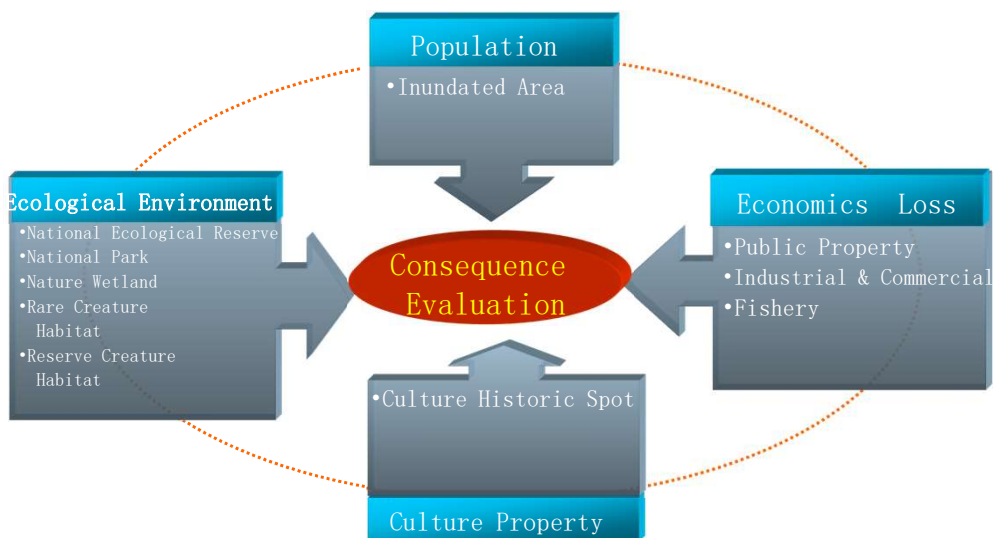 Population
•Inundated Area
Ecological Environment
•National Ecological Reserve
•National Park
•Nature Wetland
•Rare Creature
Habitat
•Reserve Creature
Habitat
Consequence
Evaluation
Economics Loss
•Public Property
•Industrial & Commercial
•Fishery
•Culture Historic Spot
Culture Property